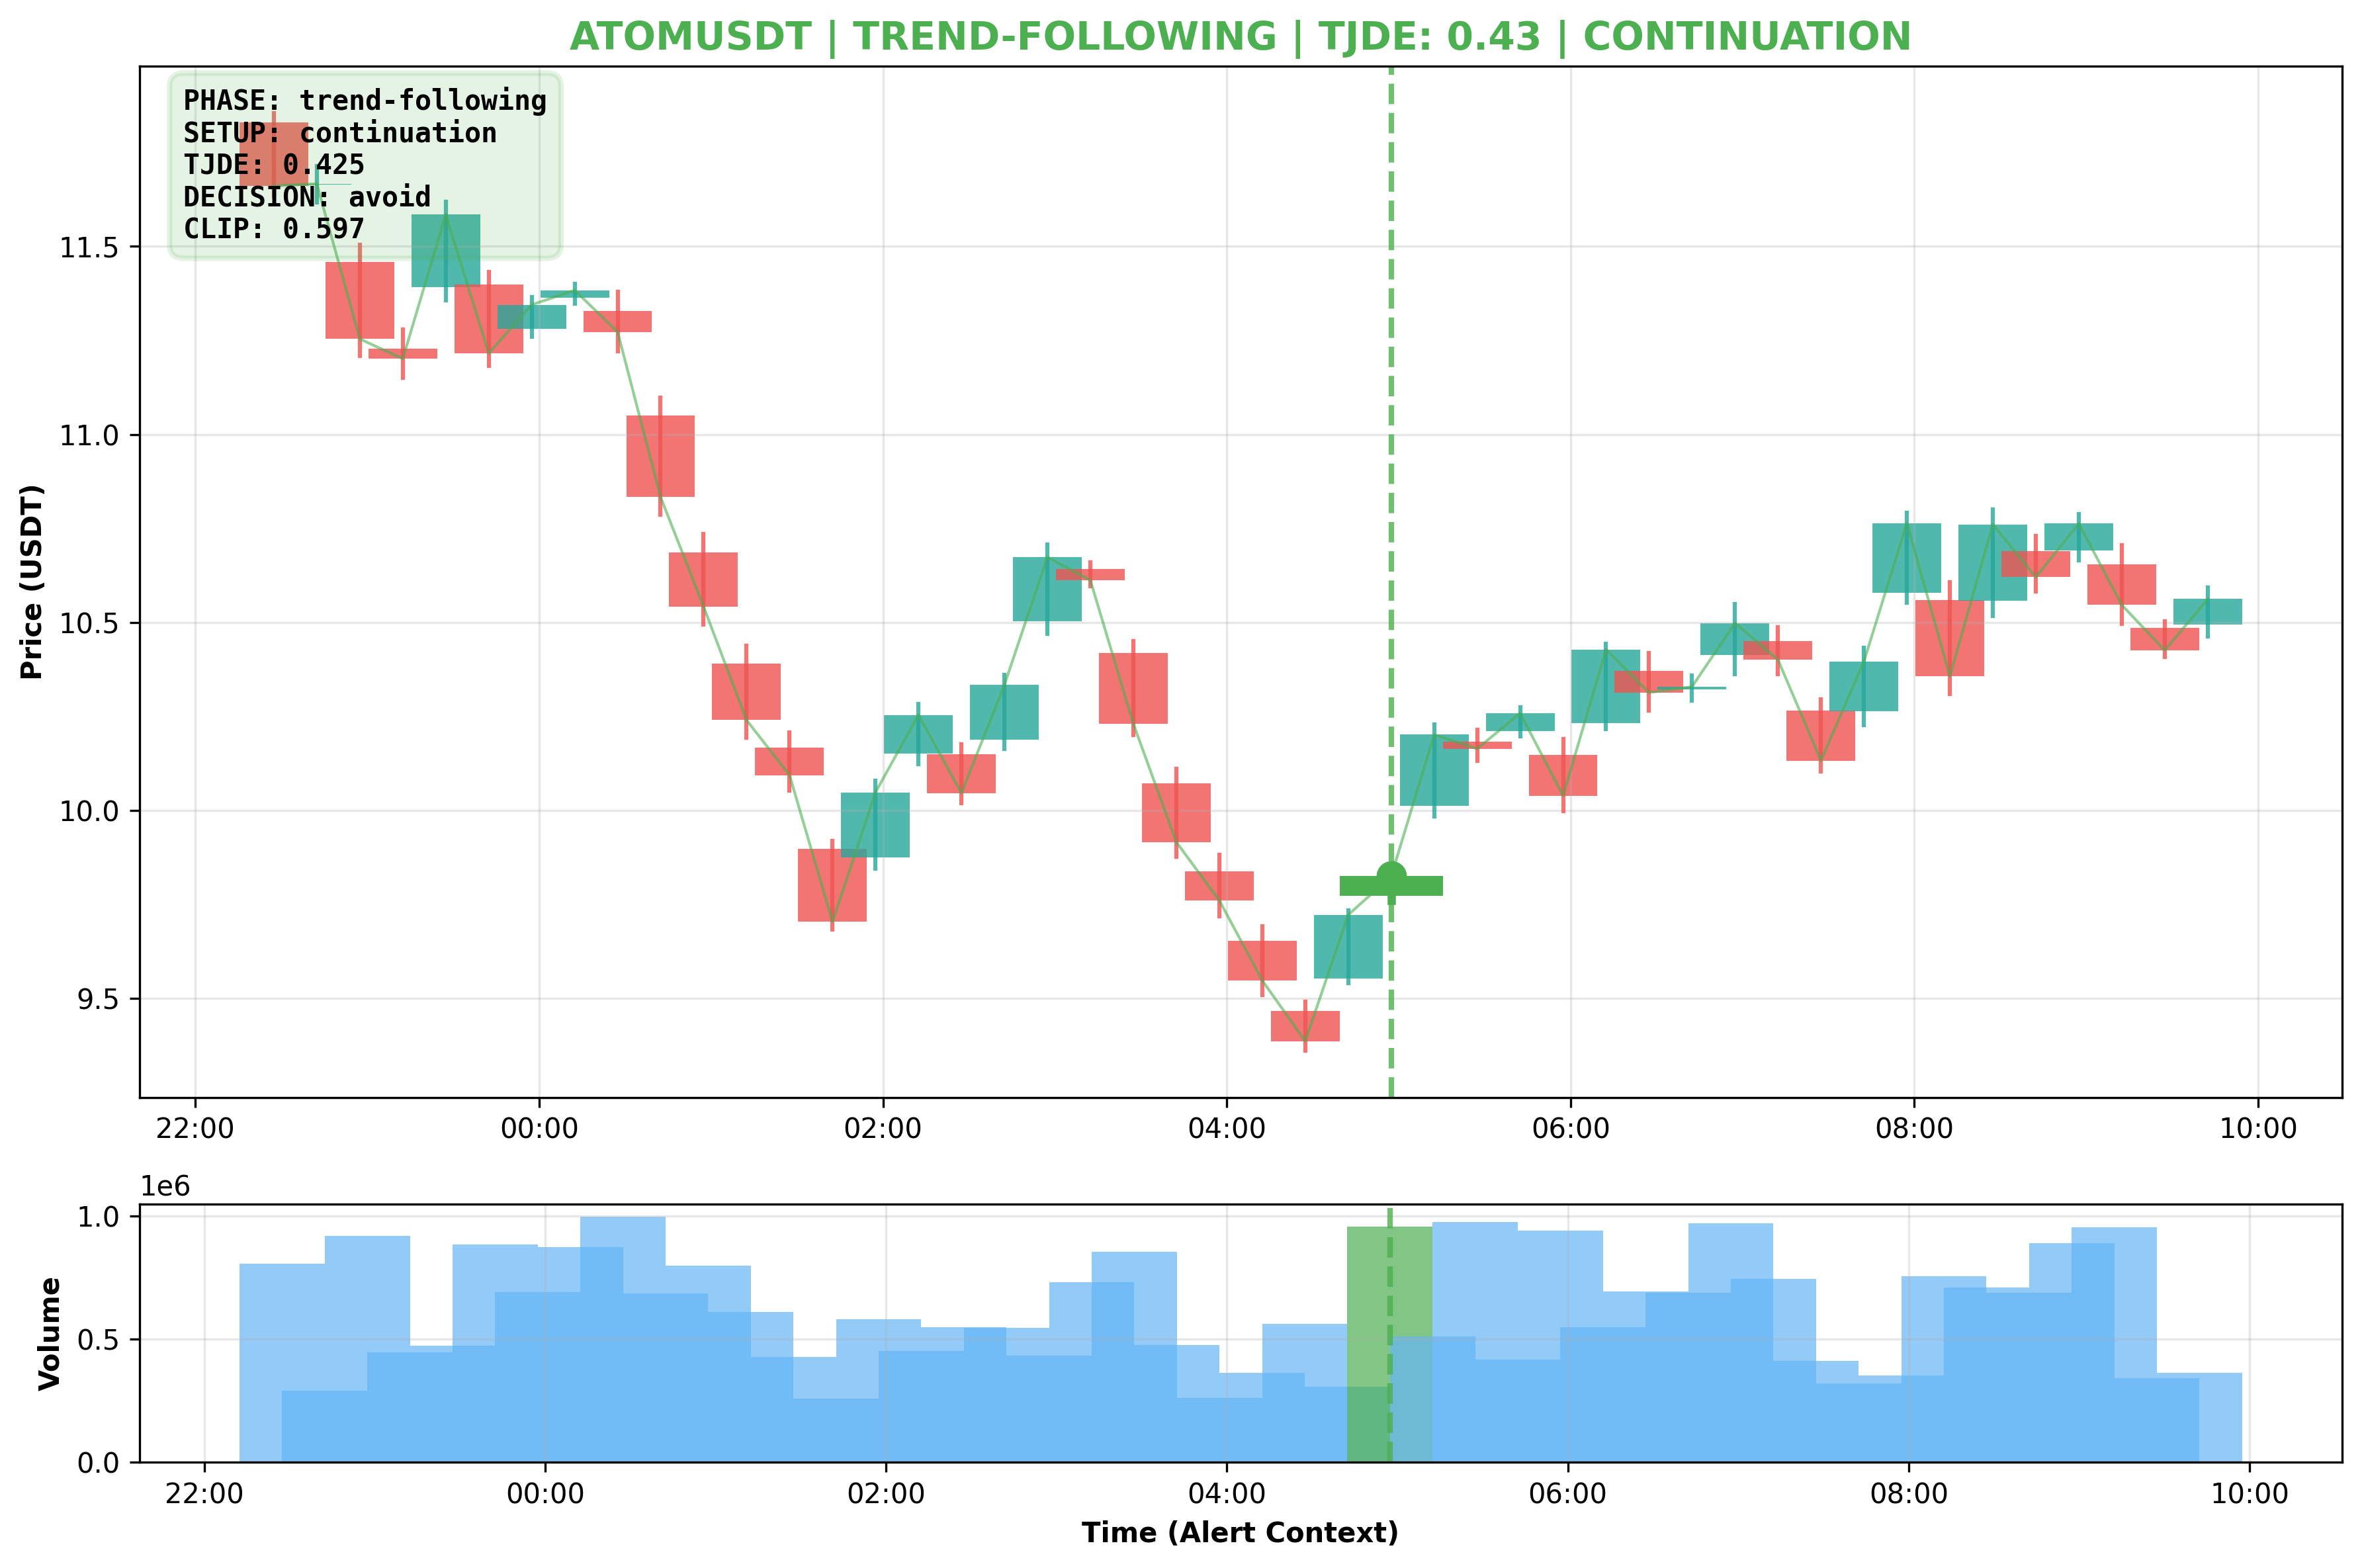 ATOMUSDT | TREND-FOLLOWING | TJDE: 0.43 | CONTINUATION
PHASE: trend-following
SETUP: continuation
TJDE: 0.425
DECISION: avoid
CLIP: 0.597
Price (USDT)
11.5
11.0
10.5
10.0
9.5
22:00 00:00 02:00 04:00 06:00 08:00 10:00
1e6
Volume
1.0
0.5
0.0
22:00 00:00 02:00 04:00 06:00 08:00 10:00
Time (Alert Context)